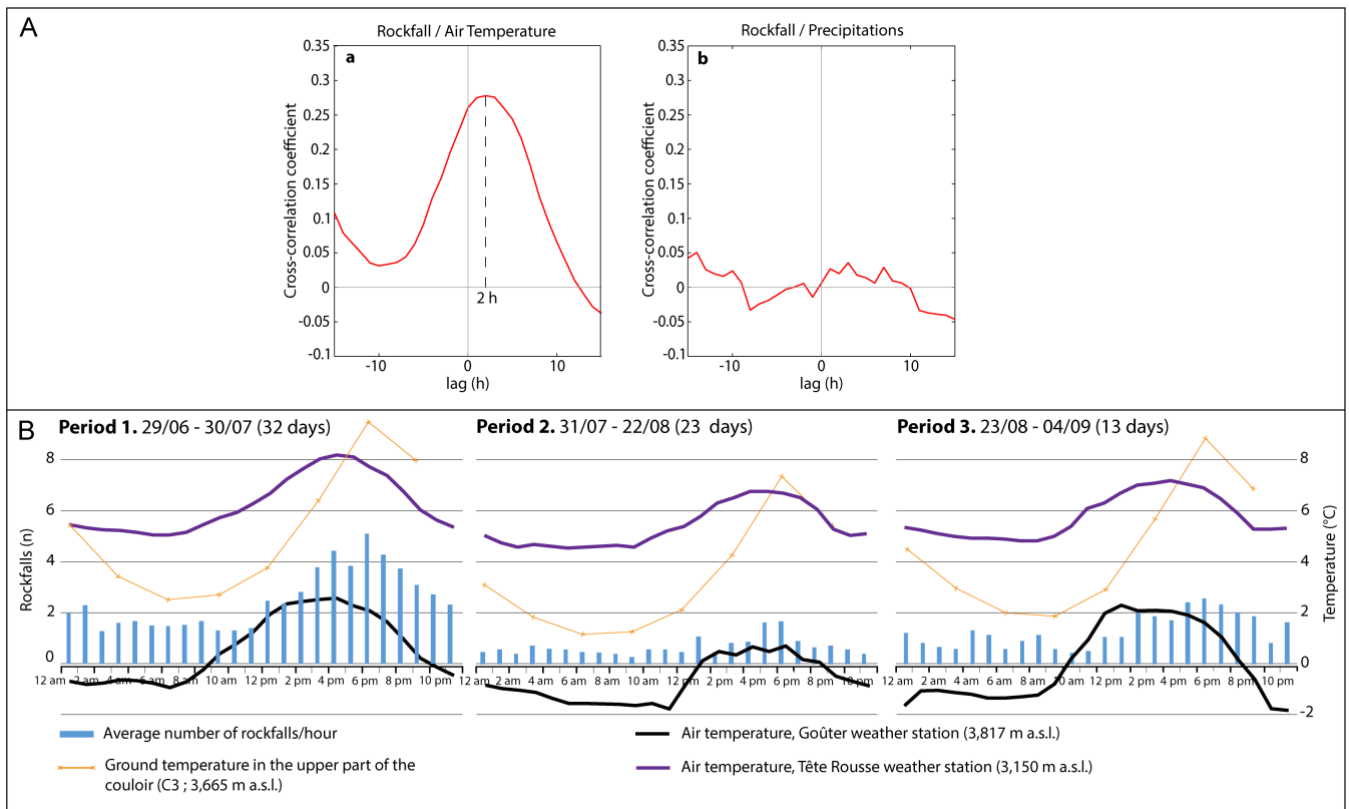 A
Rockfall / Air Temperature
a
0.35
0.3
0.25
0.2
0.15
0.1
0.05
0
-0.05
-0.1
Cross-correlation coefficient
2 h
-10 0 10
lag (h)
Rockfall / Precipitations
b
0.35
0.3
0.25
0.2
0.15
0.1
0.05
0
-0.05
-0.1
Cross-correlation coefficient
-10 0 10
lag (h)
B
Period 1. 29/06 - 30/07 (32 days)
Period 2. 31/07 - 22/08 (23 days)
Period 3. 23/08 - 04/09 (13 days)
8
6
4
2
0
Rockfalls (n)
12 am 2 am 4 am 6 am 8 am 10 am 12 pm 2 pm 4 pm 6 pm 8 pm 10 pm
12 am 2 am 4 am 6 am 8 am 10 am 12 pm 2 pm 4 pm 6 pm 8 pm 10 pm
12 am 2 am 4 am 6 am 8 am 10 am 12 pm 2 pm 4 pm 6 pm 8 pm 10 pm
8
6
4
2
0
-2
Temperature (°C)
Average number of rockfalls/hour
Ground temperature in the upper part of the
couloir (C3 ; 3,665 m a.s.l.)
Air temperature, Goûter weather station (3,817 m a.s.l.)
Air temperature, Tête Rousse weather station (3,150 m a.s.l.)